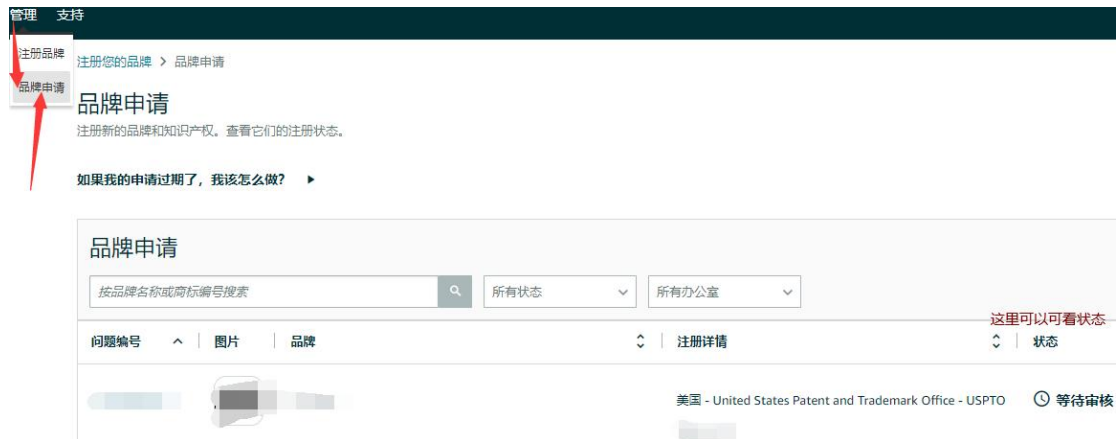 管理 支持
注册品牌
品牌申请
注册您的品牌 > 品牌申请
品牌申请
注册新的品牌和知识产权。查看它们的注册状态。
如果我的申请过期了，我该怎么做？
品牌申请
按品牌名称或商标编号搜索 所有状态 所有办公室
这里可以可看状态
问题编号 图片 品牌 注册详情 状态
美国 - United States Patent and Trademark Office - USPTO 等待审核